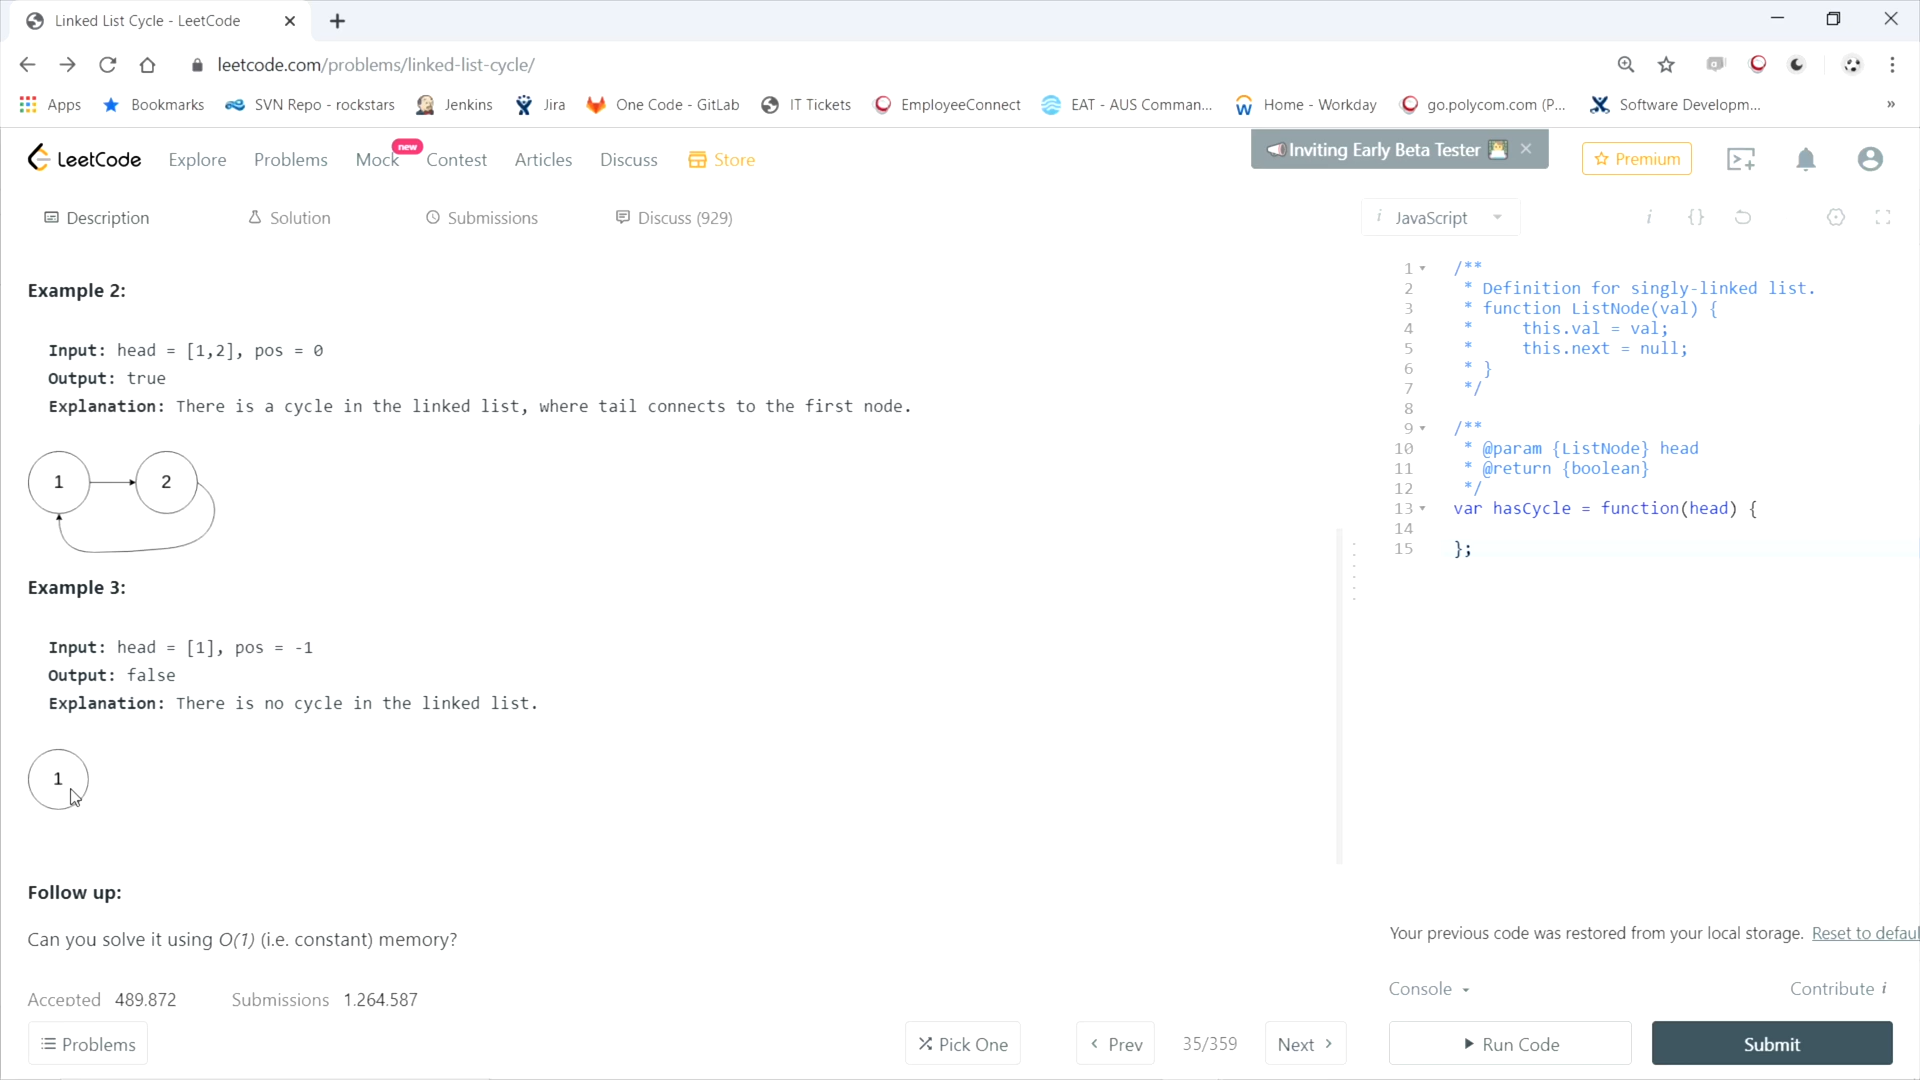 Linked List Cycle - LeetCode
leetcode.com/problems/linked-list-cycle/
Apps Bookmarks SVN Repo - rockstars Jenkins Jira One Code - GitLab IT Tickets EmployeeConnect EAT - AUS Comman... Home - Workday go.polycom.com (P... Software Developm... »
LeetCode Explore Problems Mock new Contest Articles Discuss Store Inviting Early Beta Tester Premium
Description Solution Submissions Discuss (929)
i JavaScript i {}
Example 2:
Input: head = [1,2], pos = 0
Output: true
Explanation: There is a cycle in the linked list, where tail connects to the first node.
1 2
Example 3:
Input: head = [1], pos = -1
Output: false
Explanation: There is no cycle in the linked list.
1
Follow up:
Can you solve it using O(1) (i.e. constant) memory?
Accepted 489.872 Submissions 1.264.587
Problems Pick One Prev 35/359 Next
1 /**
2 * Definition for singly-linked list.
3 * function ListNode(val) {
4 *     this.val = val;
5 *     this.next = null;
6 * }
7 */
8
9 /**
10 * @param {ListNode} head
11 * @return {boolean}
12 */
13 var hasCycle = function(head) {
14
15 };
Your previous code was restored from your local storage. Reset to defaul
Console Contribute i
Run Code Submit